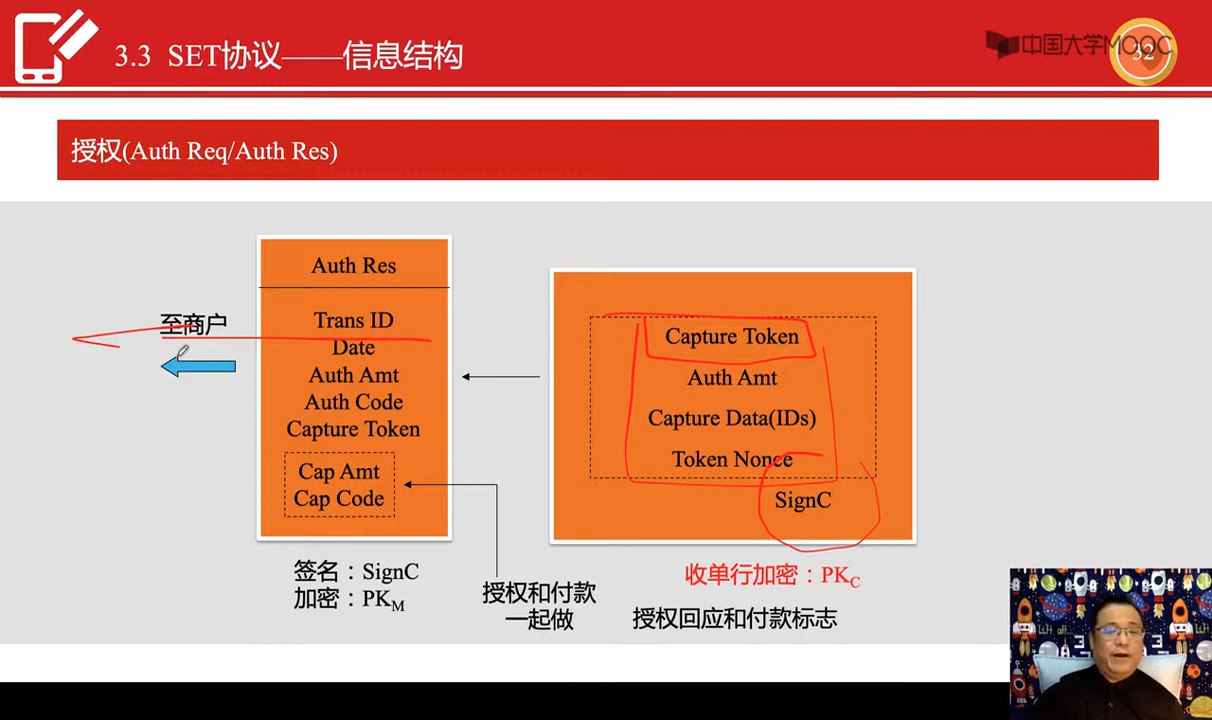 3.3 SET协议——信息结构
中国大学MOOC
32
授权(Auth Req/Auth Res)
至商户
Auth Res
Trans ID
Date
Auth Amt
Auth Code
Capture Token
Cap Amt
Cap Code
签名：SignC
加密：PKM
授权和付款
一起做
Capture Token
Auth Amt
Capture Data(IDs)
Token Nonce
SignC
收单行加密：PKC
授权回应和付款标志